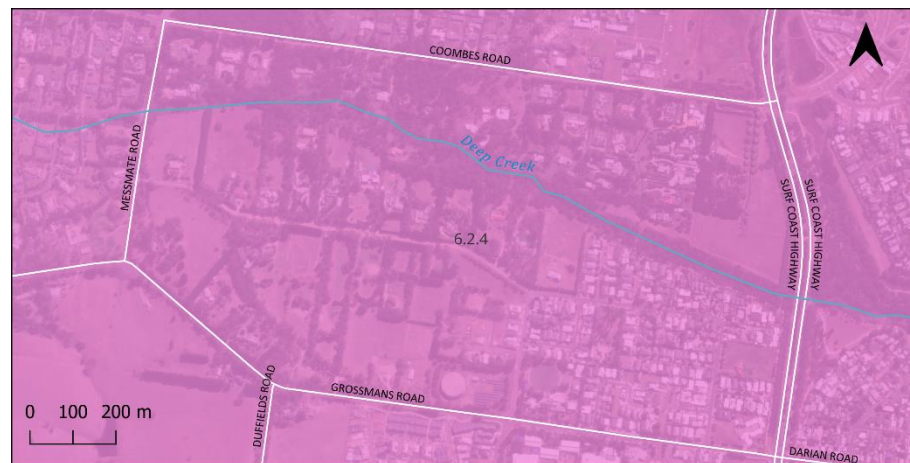 COOMBES ROAD
MESSMATE ROAD
Deep Creek
SURF COAST HIGHWAY
SURF COAST HIGHWAY
6.2.4
GROSSMANS ROAD
DUFFIELDS ROAD
0 100 200 m
DARIAN ROAD